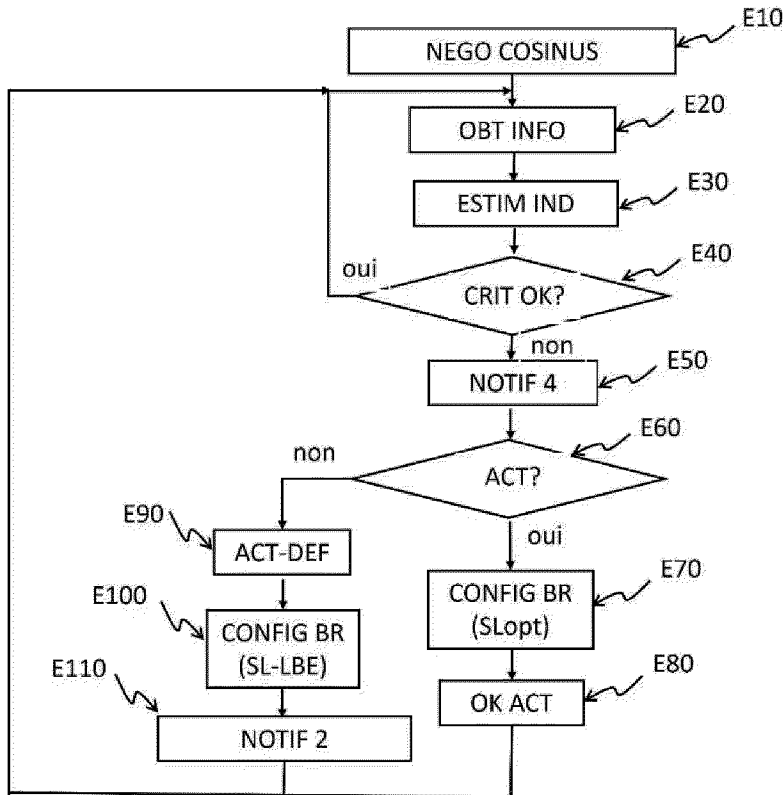 E10
NEGO COSINUS
E20
OBT INFO
E30
ESTIM IND
E40
oui
CRIT OK?
non
E50
NOTIF 4
E60
non
ACT?
E90
oui
ACT-DEF
E70
CONFIG BR
(SLopt)
E100
CONFIG BR
(SL-LBE)
E80
OK ACT
E110
NOTIF 2